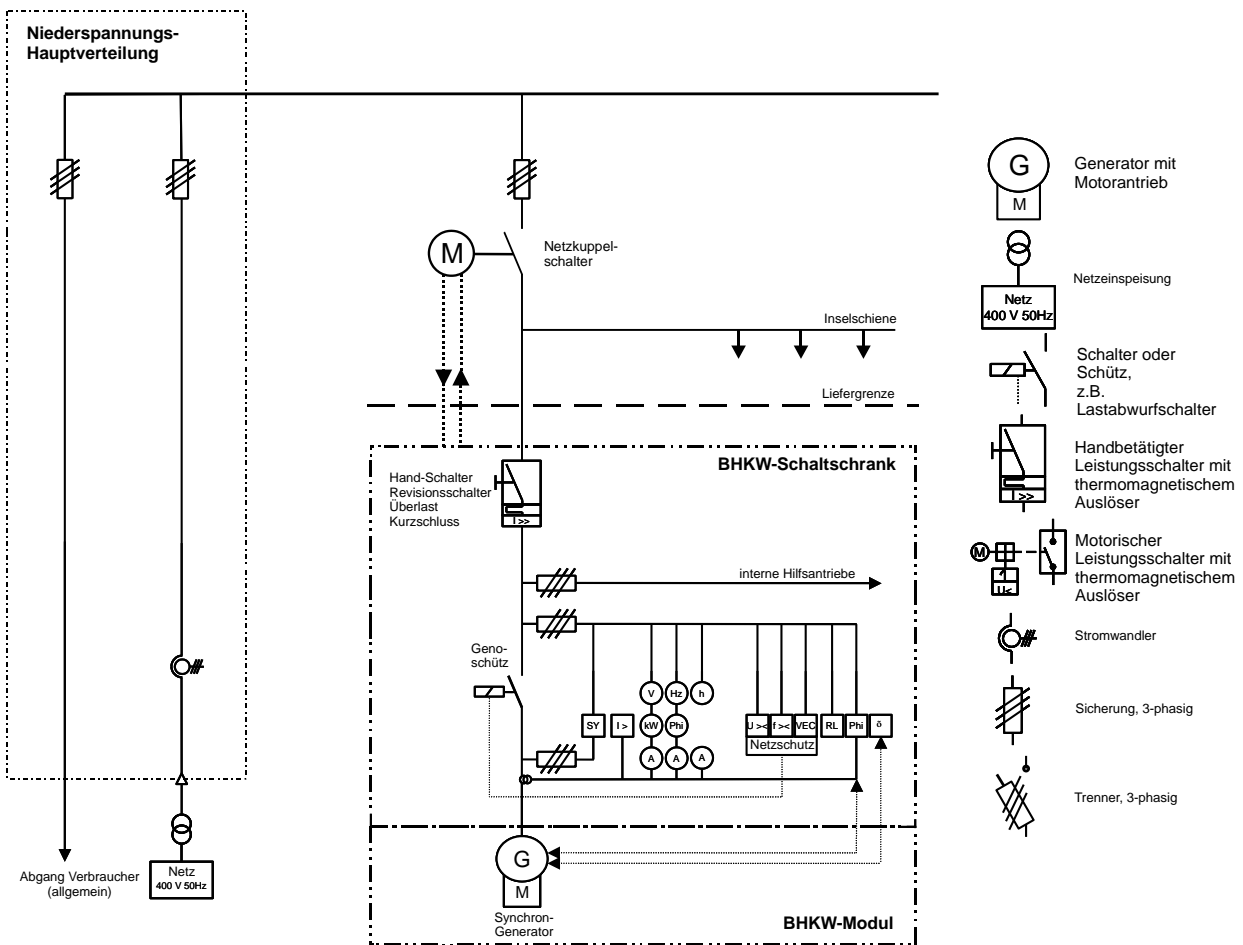 Niederspannungs-
Hauptverteilung
M
Netzkuppel-
schalter
Inselschiene
Liefergrenze
BHKW-Schaltschrank
Hand-Schalter
Revisionsschalter
Überlast
Kurzschluss
I >>
interne Hilfsantriebe
Geno-
schütz
V
Hz
h
SY
I >
kW
Phi
U ><
f ><
VEC
RL
Phi
δ
A
A
A
Netzschutz
G
M
Synchron-
Generator
BHKW-Modul
Abgang Verbraucher
(allgemein)
Netz
400 V 50Hz
G
M
Generator mit
Motorantrieb
Netz
400 V 50Hz
Netzeinspeisung
Schalter oder
Schütz,
z.B.
Lastabwurfschalter
I >>
Handbetätigter
Leistungsschalter mit
thermomagnetischem
Auslöser
M
U<
Motorischer
Leistungsschalter mit
thermomagnetischem
Auslöser
Stromwandler
Sicherung, 3-phasig
Trenner, 3-phasig